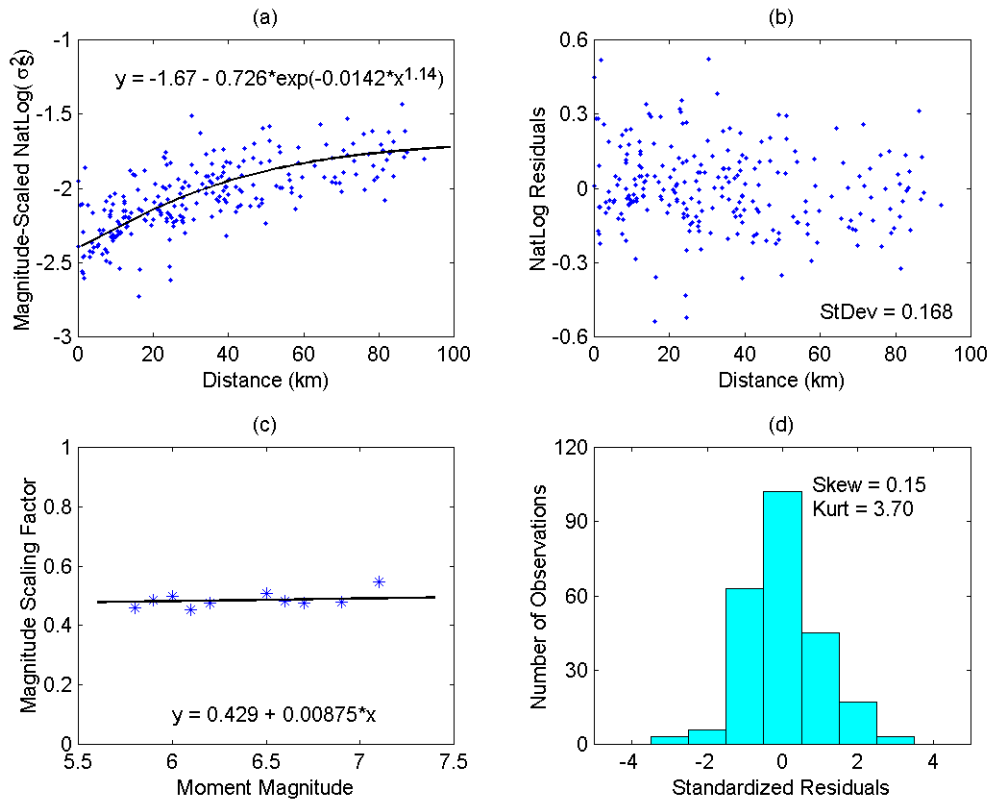 (a)
Magnitude-Scaled NatLog( σ²s)
y = -1.67 - 0.726*exp(-0.0142*x^1.14)
-1
-1.5
-2
-2.5
-3
0 20 40 60 80 100
Distance (km)
(b)
NatLog Residuals
0.6
0.3
0
-0.3
-0.6
StDev = 0.168
0 20 40 60 80 100
Distance (km)
(c)
Magnitude Scaling Factor
1
0.8
0.6
0.4
0.2
0
y = 0.429 + 0.00875*x
5.5 6 6.5 7 7.5
Moment Magnitude
(d)
Number of Observations
120
90
60
30
0
Skew = 0.15
Kurt = 3.70
-4 -2 0 2 4
Standardized Residuals